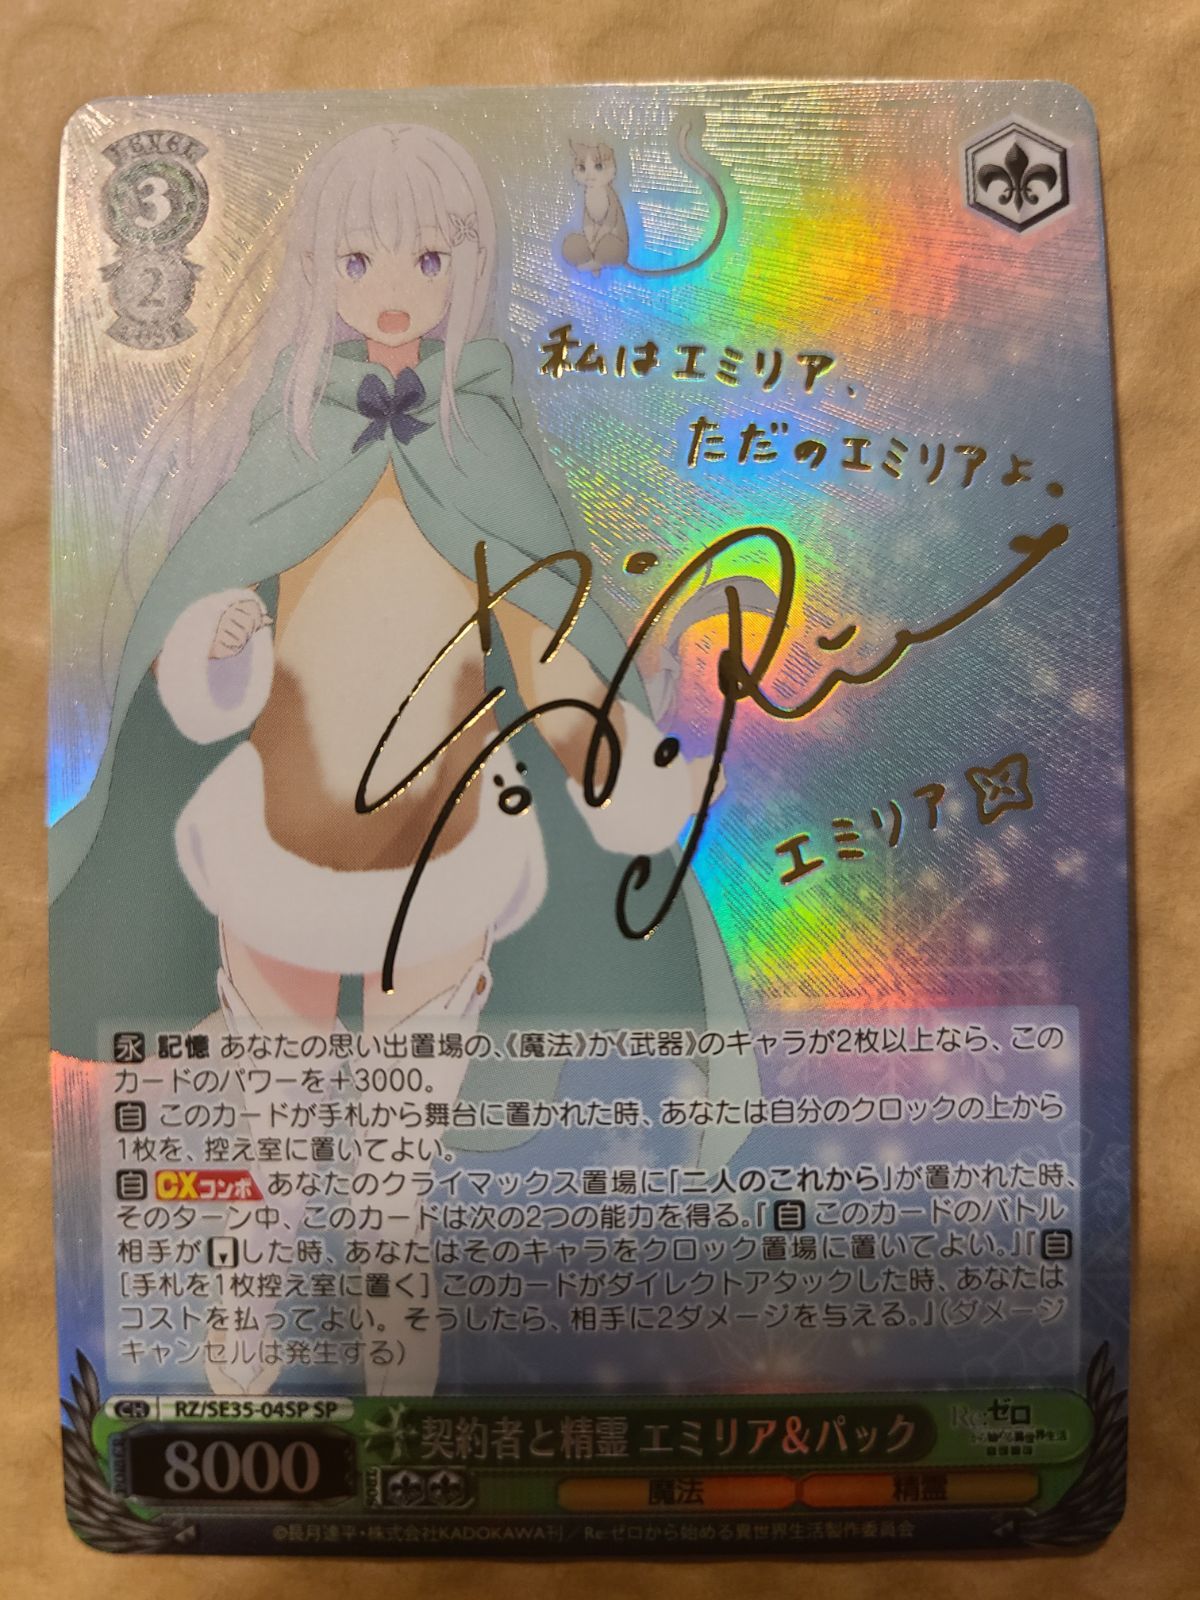 LEVEL
3
2
COST
私はエミリア、
ただのエミリアよ。
Rie
エミリア
永 記憶 あなたの思い出置場の、《魔法》か《武器》のキャラが2枚以上なら、この
カードのパワーを+3000。
自 このカードが手札から舞台に置かれた時、あなたは自分のクロックの上から
1枚を、控え室に置いてよい。
自 CXコンボ あなたのクライマックス置場に「二人のこれから」が置かれた時、
そのターン中、このカードは次の2つの能力を得る。『自 このカードのバトル
相手が▼した時、あなたはそのキャラをクロック置場に置いてよい。』『自
[手札を1枚控え室に置く] このカードがダイレクトアタックした時、あなたは
コストを払ってよい。そうしたら、相手に2ダメージを与える。』(ダメージ
キャンセルは発生する)
CH RZ/SE35-04SP SP
契約者と精霊 エミリア&パック
Re:ゼロ
から始める異世界生活
POWER 8000 SOUL
魔法 精霊
©長月達平・株式会社KADOKAWA刊/Re:ゼロから始める異世界生活製作委員会